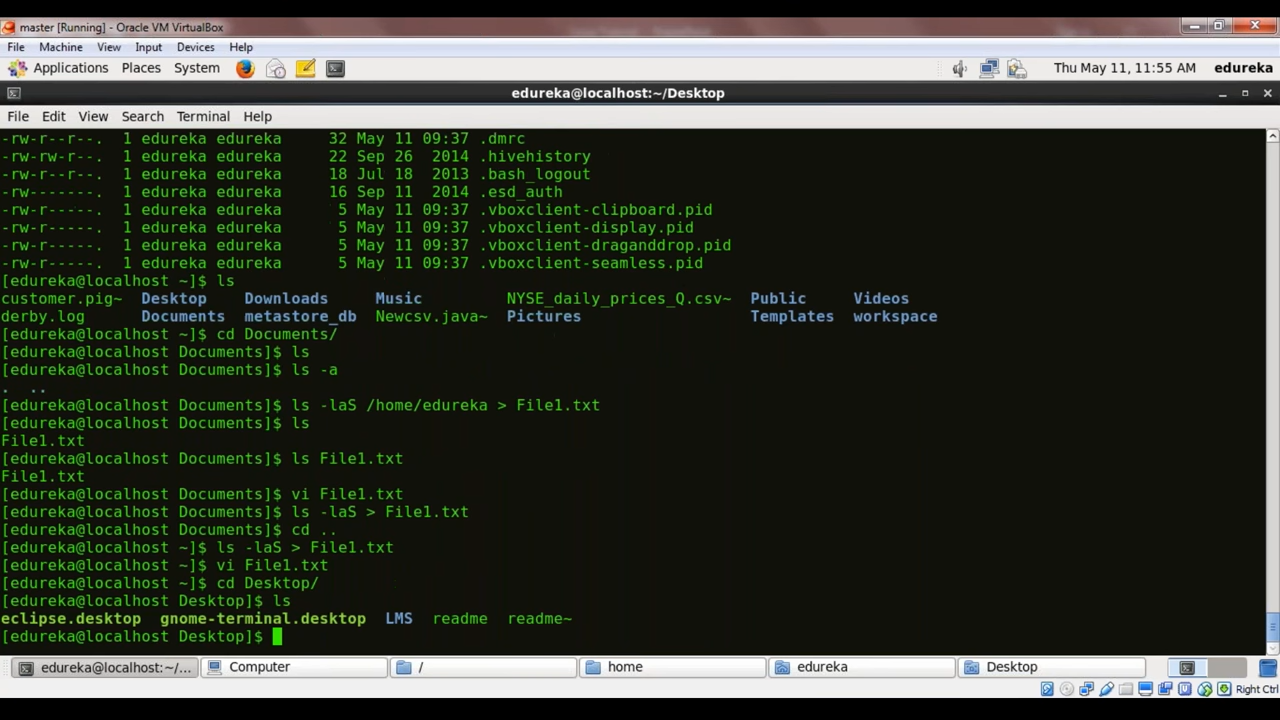 master [Running] - Oracle VM VirtualBox
File Machine View Input Devices Help
Applications Places System Thu May 11, 11:55 AM edureka
edureka@localhost:~/Desktop
File Edit View Search Terminal Help
-rw-r--r--. 1 edureka edureka 32 May 11 09:37 .dmrc
-rw-rw-r--. 1 edureka edureka 22 Sep 26 2014 .hivehistory
-rw-r--r--. 1 edureka edureka 18 Jul 18 2013 .bash_logout
-rw-------. 1 edureka edureka 16 Sep 11 2014 .esd_auth
-rw-r-----. 1 edureka edureka 5 May 11 09:37 .vboxclient-clipboard.pid
-rw-r-----. 1 edureka edureka 5 May 11 09:37 .vboxclient-display.pid
-rw-r-----. 1 edureka edureka 5 May 11 09:37 .vboxclient-draganddrop.pid
-rw-r-----. 1 edureka edureka 5 May 11 09:37 .vboxclient-seamless.pid
[edureka@localhost ~]$ ls
customer.pig~ Desktop Downloads Music NYSE_daily_prices_Q.csv~ Public Videos
derby.log Documents metastore_db Newcsv.java~ Pictures Templates workspace
[edureka@localhost ~]$ cd Documents/
[edureka@localhost Documents]$ ls
[edureka@localhost Documents]$ ls -a
. ..
[edureka@localhost Documents]$ ls -laS /home/edureka > File1.txt
[edureka@localhost Documents]$ ls
File1.txt
[edureka@localhost Documents]$ ls File1.txt
File1.txt
[edureka@localhost Documents]$ vi File1.txt
[edureka@localhost Documents]$ ls -laS > File1.txt
[edureka@localhost Documents]$ cd ..
[edureka@localhost ~]$ ls -laS > File1.txt
[edureka@localhost ~]$ vi File1.txt
[edureka@localhost ~]$ cd Desktop/
[edureka@localhost Desktop]$ ls
eclipse.desktop gnome-terminal.desktop LMS readme readme~
[edureka@localhost Desktop]$
edureka@localhost:~/... Computer / home edureka Desktop
Right Ctrl